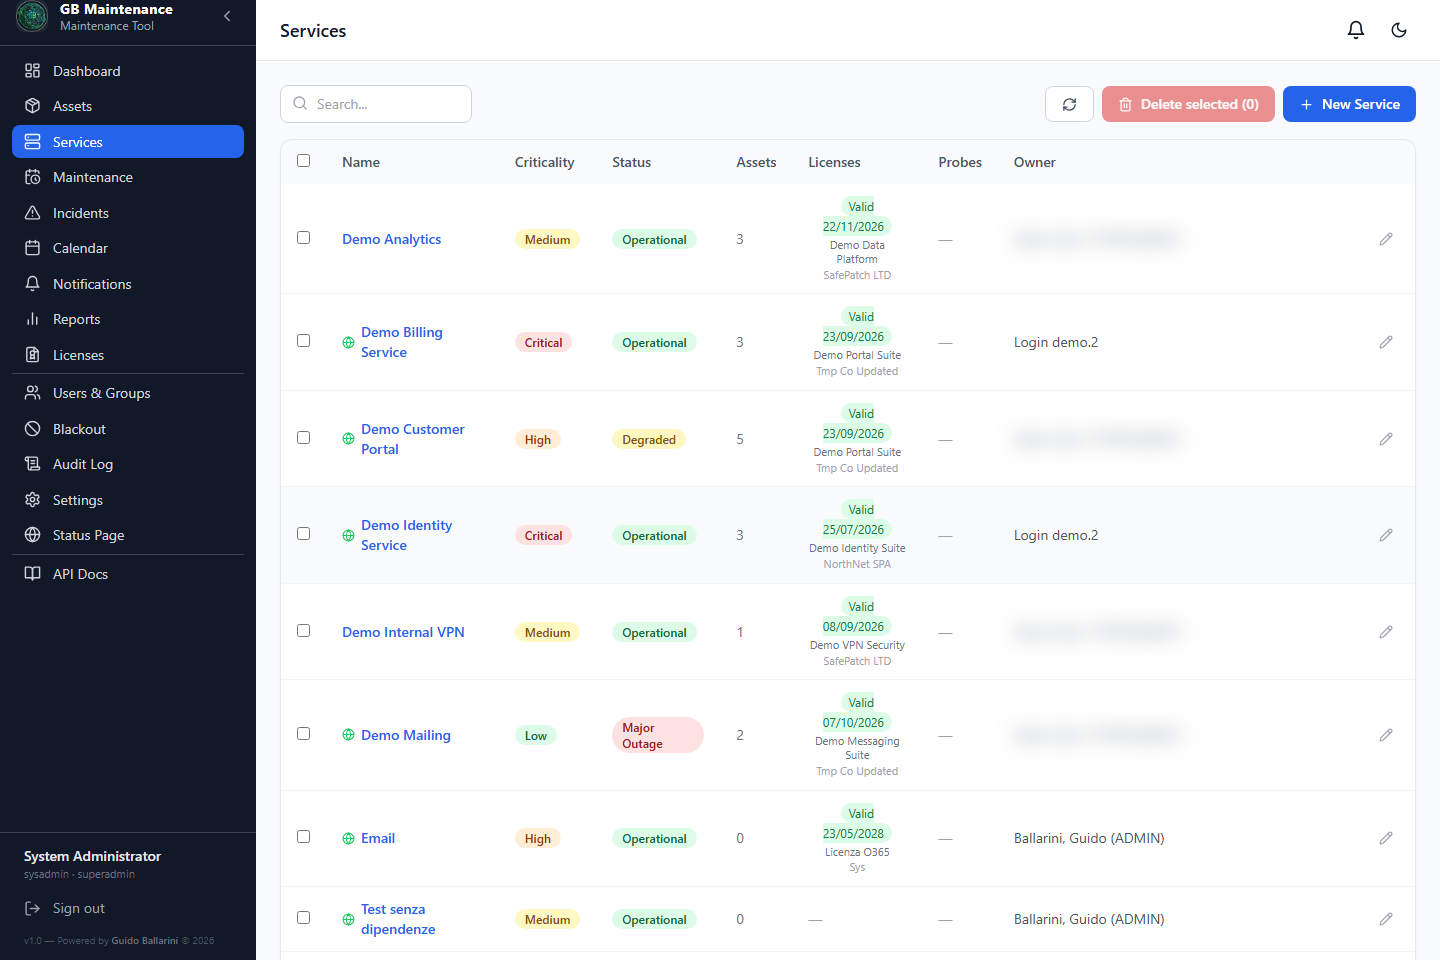 GB Maintenance
Maintenance Tool
Dashboard
Assets
Services
Maintenance
Incidents
Calendar
Notifications
Reports
Licenses
Users & Groups
Blackout
Audit Log
Settings
Status Page
API Docs
System Administrator
sysadmin · superadmin
Sign out
v1.0 — Powered by Guido Ballarini © 2026
Services
Search...
Delete selected (0)
New Service
Name Criticality Status Assets Licenses Probes Owner
Demo Analytics Medium Operational 3 Valid 22/11/2026 —
Demo Data
Platform
SafePatch LTD
Demo Billing
Service
Critical Operational 3 Valid 23/09/2026 — Login demo.2
Demo Portal Suite
Tmp Co Updated
Demo Customer
Portal
High Degraded 5 Valid 23/09/2026 —
Demo Portal Suite
Tmp Co Updated
Demo Identity
Service
Critical Operational 3 Valid 25/07/2026 — Login demo.2
Demo Identity Suite
NorthNet SPA
Demo Internal VPN Medium Operational 1 Valid 08/09/2026 —
Demo VPN Security
SafePatch LTD
Demo Mailing Low Major Outage 2 Valid 07/10/2026 —
Demo Messaging
Suite
Tmp Co Updated
Email High Operational 0 Valid 23/05/2028 — Ballarini, Guido (ADMIN)
Licenza O365
Sys
Test senza
dipendenze
Medium Operational 0 — — Ballarini, Guido (ADMIN)